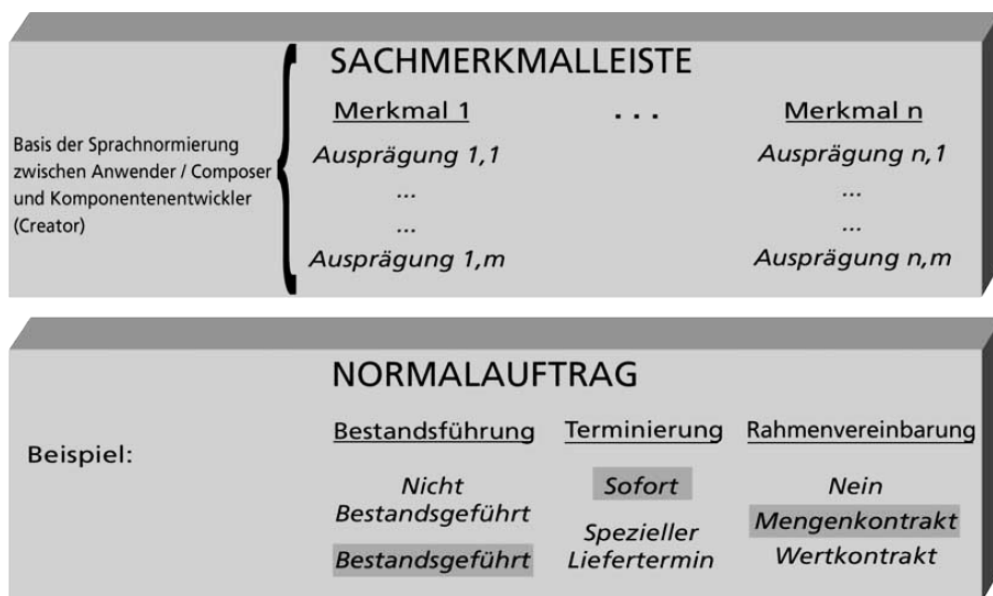 SACHMERKMALLEISTE
Merkmal 1 ... Merkmal n
Basis der Sprachnormierung
zwischen Anwender / Composer
und Komponentenentwickler
(Creator)
Ausprägung 1,1 Ausprägung n,1
... ...
... ...
Ausprägung 1,m Ausprägung n,m
NORMALAUFTRAG
Beispiel:
Bestandsführung Terminierung Rahmenvereinbarung
Nicht
Bestandsgeführt
Bestandsgeführt
Sofort
Spezieller
Liefertermin
Nein
Mengenkontrakt
Wertkontrakt